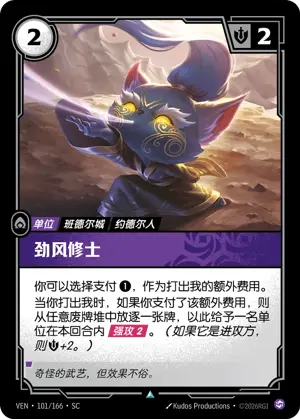 2
2
单位 班德尔城 约德尔人
劲风修士
你可以选择支付 1，作为打出我的额外费用。
当你打出我时，如果你支付了该额外费用，则
从任意废牌堆中放逐一张牌，以此给予一名单
位在本回合内 强攻 2 。（如果它是进攻方，
则 +2。）
奇怪的武艺，但效果不俗。
VEN · 101/166 · SC
Kudos Productions ©2026RGI